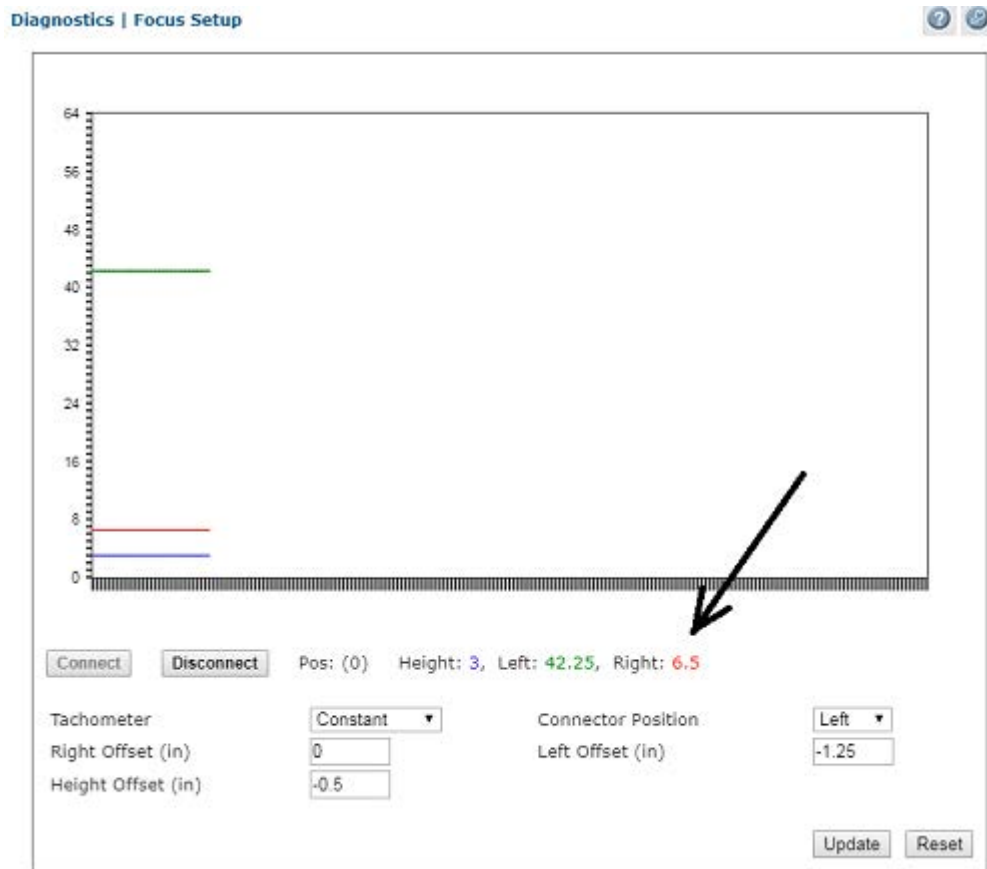 Diagnostics | Focus Setup
?
64
56
48
40
32
24
16
8
0
Connect Disconnect Pos: (0) Height: 3, Left: 42.25, Right: 6.5
Tachometer Constant Connector Position Left
Right Offset (in) 0 Left Offset (in) -1.25
Height Offset (in) -0.5
Update Reset